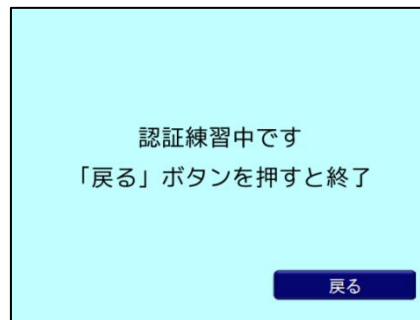 認証練習中です
「戻る」ボタンを押すと終了
戻る